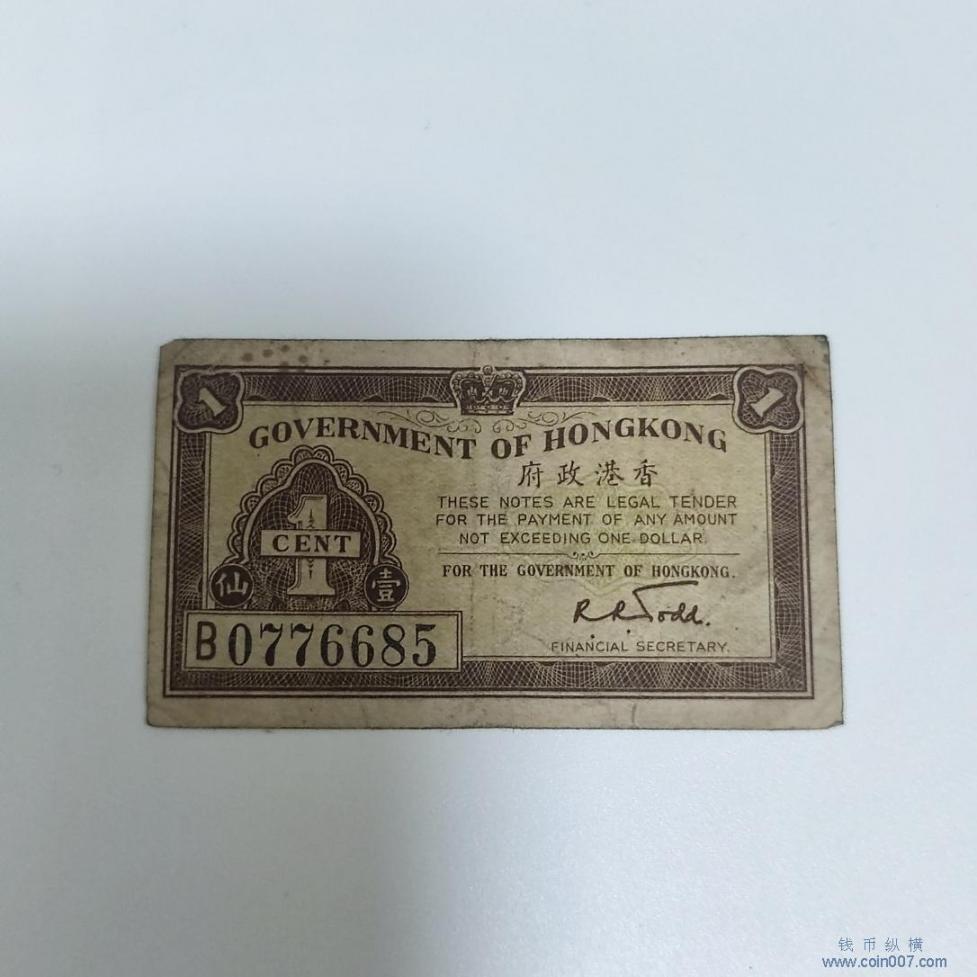 1
1
GOVERNMENT OF HONGKONG
府政港香
THESE NOTES ARE LEGAL TENDER
FOR THE PAYMENT OF ANY AMOUNT
NOT EXCEEDING ONE DOLLAR.
1
CENT
仙
壹
FOR THE GOVERNMENT OF HONGKONG.
R. R. Todd.
FINANCIAL SECRETARY.
B0776685
钱币纵横
www.coin007.com